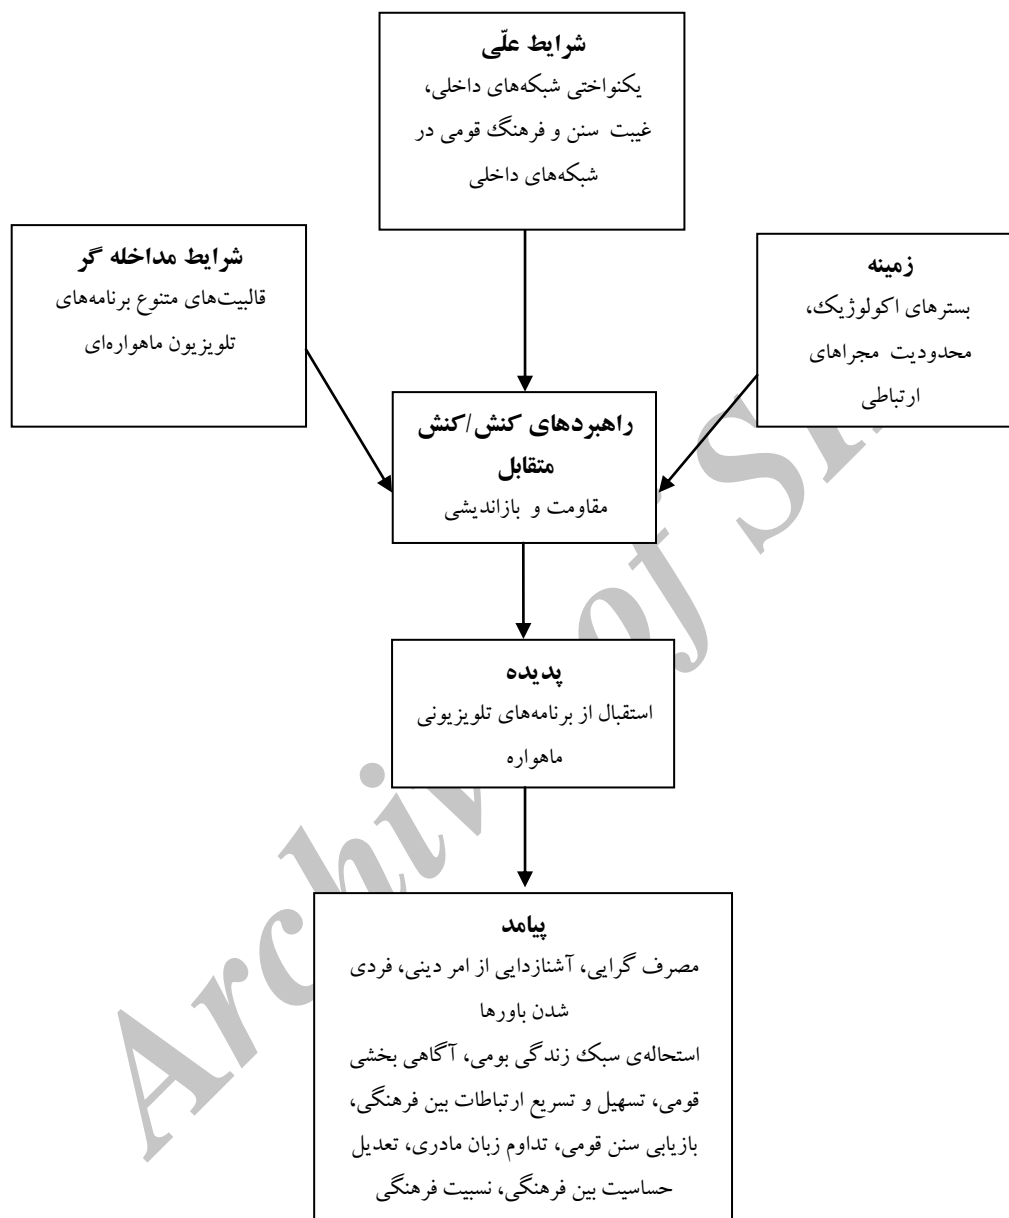 شرایط علّی
یکنواختی شبکه‌های داخلی،
غیبت سنن و فرهنگ قومی در
شبکه‌های داخلی
شرایط مداخله گر
قالبیت‌های متنوع برنامه‌های
تلویزیون ماهواره‌ای
زمینه
بسترهای اکولوژیک،
محدودیت مجراهای
ارتباطی
راهبردهای کنش/کنش
متقابل
مقاومت و بازاندیشی
پدیده
استقبال از برنامه‌های تلویزیونی
ماهواره
پیامد
مصرف گرایی، آشنازدایی از امر دینی، فردی
شدن باورها
استحاله‌ی سبک زندگی بومی، آگاهی بخشی
قومی، تسهیل و تسریع ارتباطات بین فرهنگی،
بازیابی سنن قومی، تداوم زبان مادری، تعدیل
حساسیت بین فرهنگی، نسبیت فرهنگی
Archive of